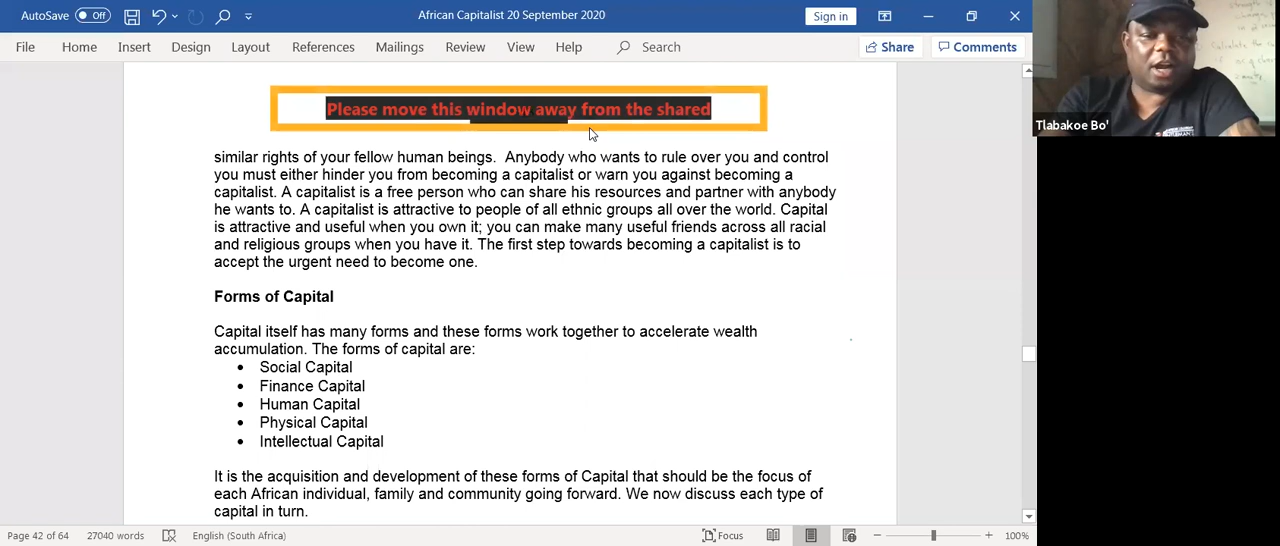 AutoSave Off African Capitalist 20 September 2020 Sign in
File Home Insert Design Layout References Mailings Review View Help Search Share Comments
Please move this window away from the shared
similar rights of your fellow human beings.  Anybody who wants to rule over you and control
you must either hinder you from becoming a capitalist or warn you against becoming a
capitalist. A capitalist is a free person who can share his resources and partner with anybody
he wants to. A capitalist is attractive to people of all ethnic groups all over the world. Capital
is attractive and useful when you own it; you can make many useful friends across all racial
and religious groups when you have it. The first step towards becoming a capitalist is to
accept the urgent need to become one.
Forms of Capital
Capital itself has many forms and these forms work together to accelerate wealth
accumulation. The forms of capital are:
• Social Capital
• Finance Capital
• Human Capital
• Physical Capital
• Intellectual Capital
It is the acquisition and development of these forms of Capital that should be the focus of
each African individual, family and community going forward. We now discuss each type of
capital in turn.
Page 42 of 64 27040 words English (South Africa) Focus 100%
Tlabakoe Bo'